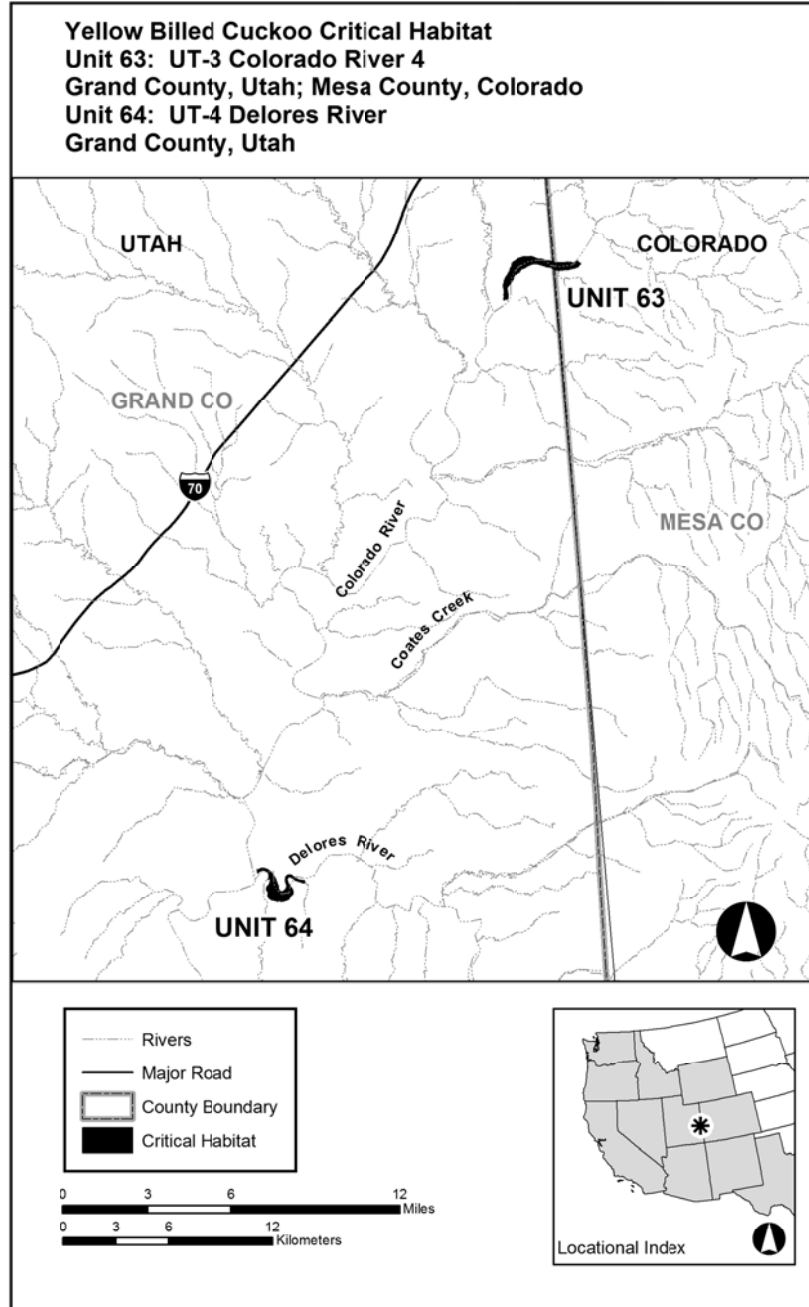 Yellow Billed Cuckoo Critical Habitat
Unit 63: UT-3 Colorado River 4
Grand County, Utah; Mesa County, Colorado
Unit 64: UT-4 Delores River
Grand County, Utah
UTAH
COLORADO
UNIT 63
GRAND CO
70
MESA CO
Colorado River
Coates Creek
Delores River
UNIT 64
Rivers
Major Road
County Boundary
Critical Habitat
0 3 6 12
Miles
0 3 6 12
Kilometers
Locational Index